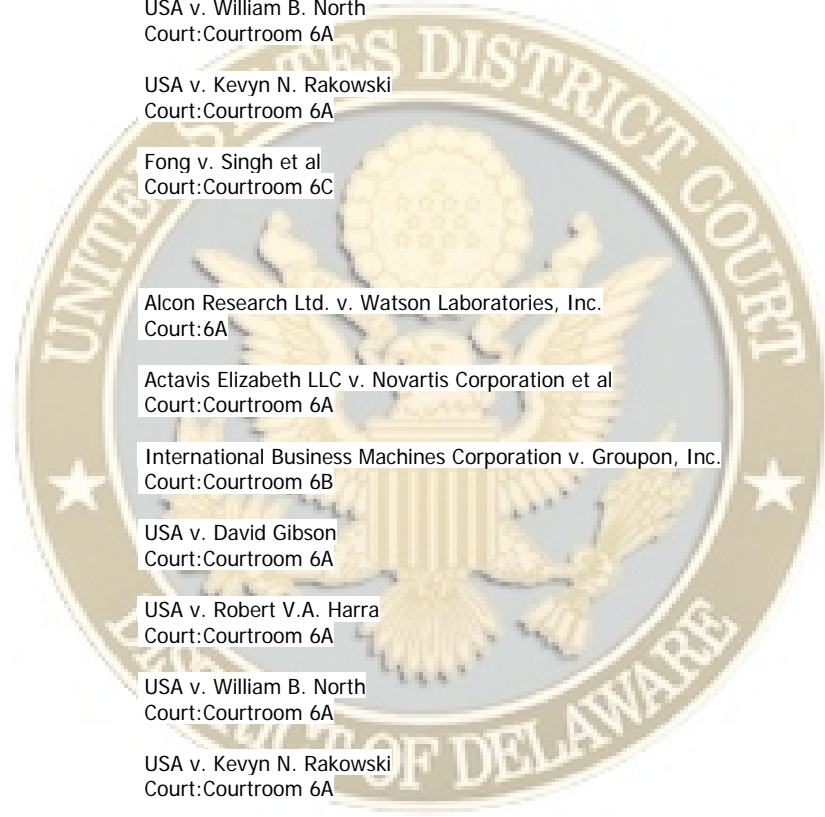 USA v. William B. North
Court:Courtroom 6A
USA v. Kevyn N. Rakowski
Court:Courtroom 6A
Fong v. Singh et al
Court:Courtroom 6C
Alcon Research Ltd. v. Watson Laboratories, Inc.
Court:6A
Actavis Elizabeth LLC v. Novartis Corporation et al
Court:Courtroom 6A
International Business Machines Corporation v. Groupon, Inc.
Court:Courtroom 6B
USA v. David Gibson
Court:Courtroom 6A
USA v. Robert V.A. Harra
Court:Courtroom 6A
USA v. William B. North
Court:Courtroom 6A
USA v. Kevyn N. Rakowski
Court:Courtroom 6A
UNITED STATES DISTRICT COURT
DISTRICT OF DELAWARE